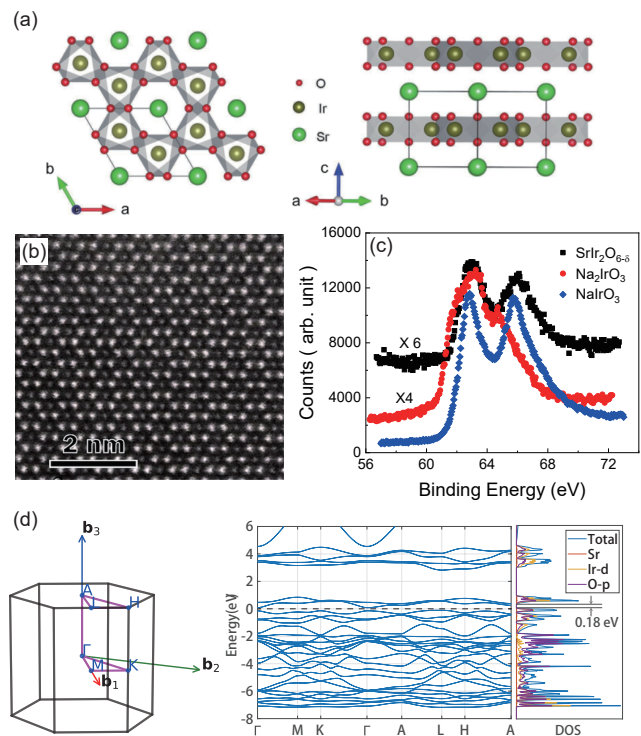 (a)
O
Ir
Sr
b
c
a
c
a
b
(b)
2 nm
(c)
Counts ( arb. unit )
16000
12000
8000
4000
0
X 6
X4
SrIr₂O₆₋δ
Na₂IrO₃
NaIrO₃
56 60 64 68 72
Binding Energy (eV)
(d)
b₃
A
H
Γ
M
K
b₁
b₂
Energy(eV)
6
4
2
0
-2
-4
-6
-8
Γ M K Γ A L H A
Total
Sr
Ir-d
O-p
0.18 eV
DOS